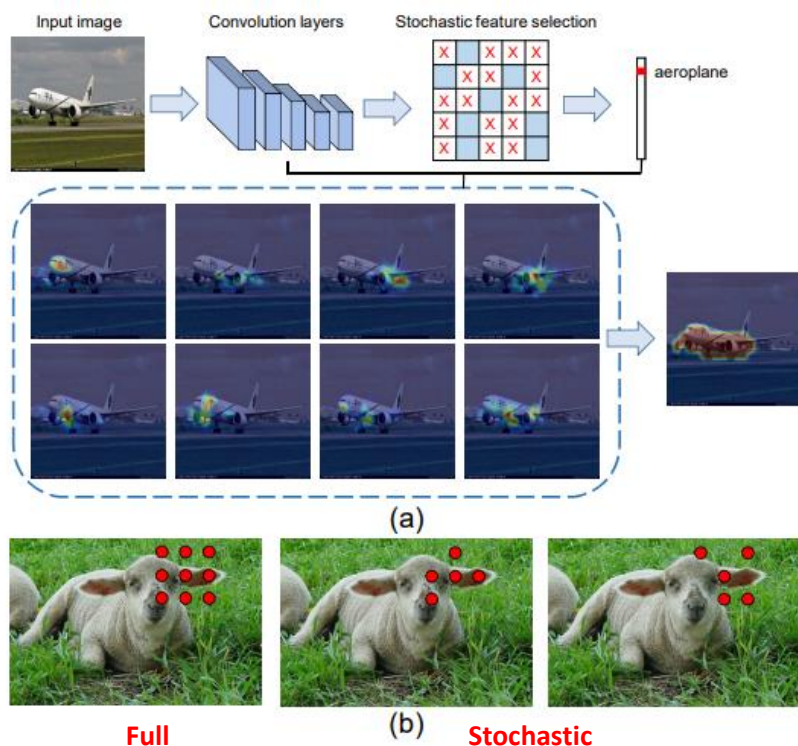 Input image
Convolution layers
Stochastic feature selection
X X X X
X X X
X X X X
X X X
X X X
aeroplane
(a)
(b)
Full
Stochastic